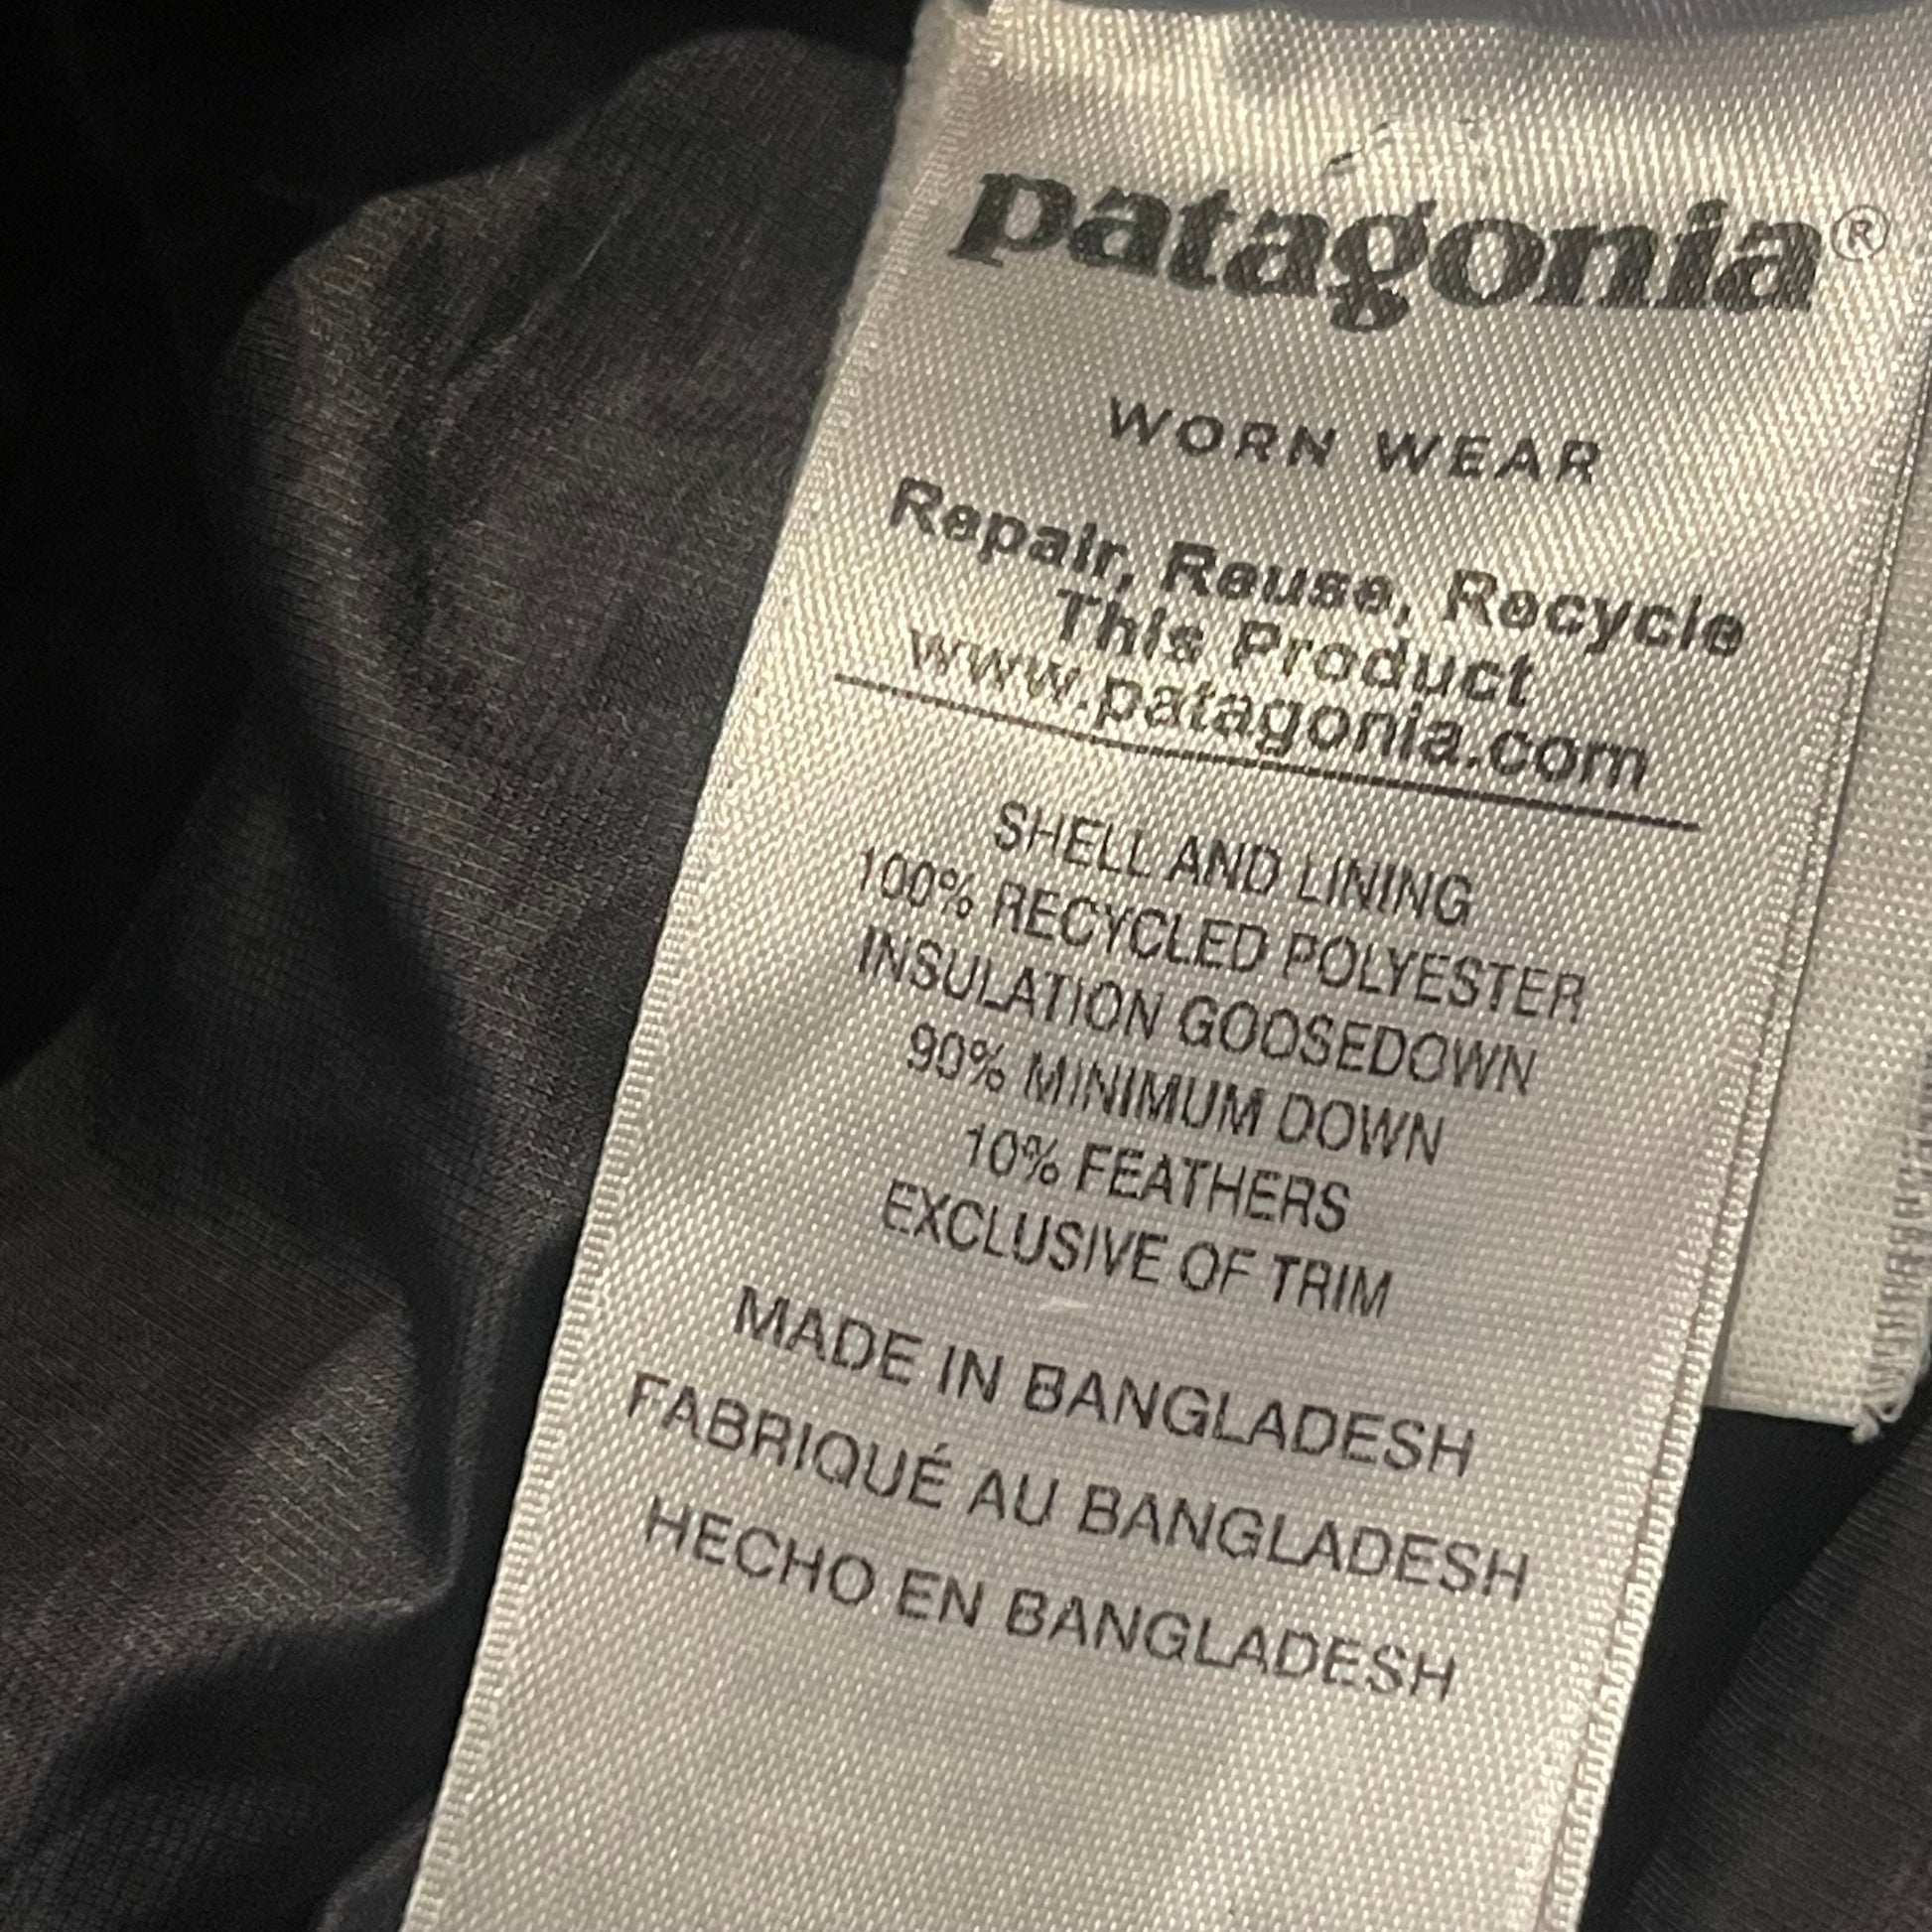 patagonia®
WORN WEAR
Repair, Reuse, Recycle
This Product
www.patagonia.com
SHELL AND LINING
100% RECYCLED POLYESTER
INSULATION GOOSEDOWN
90% MINIMUM DOWN
10% FEATHERS
EXCLUSIVE OF TRIM
MADE IN BANGLADESH
FABRIQUÉ AU BANGLADESH
HECHO EN BANGLADESH